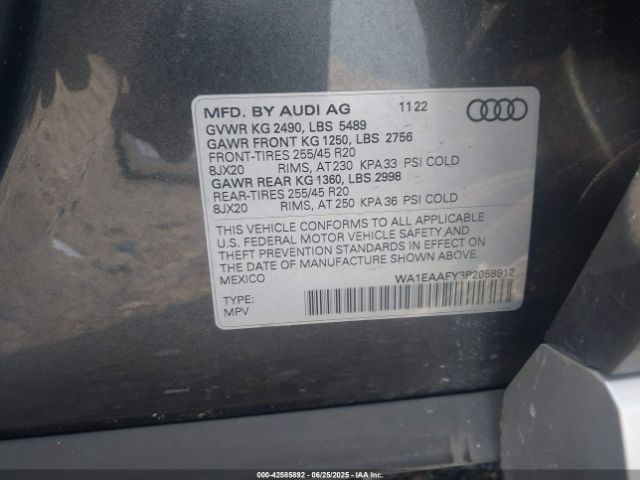 MFD. BY AUDI AG 11 22
GVWR KG 2490, LBS 5489
GAWR FRONT KG 1250, LBS 2756
FRONT-TIRES 255/45 R20
8JX20 RIMS, AT 230 KPA 33 PSI COLD
GAWR REAR KG 1360, LBS 2998
REAR-TIRES 255/45 R20
8JX20 RIMS, AT 250 KPA 36 PSI COLD
THIS VEHICLE CONFORMS TO ALL APPLICABLE
U.S. FEDERAL MOTOR VEHICLE SAFETY AND
THEFT PREVENTION STANDARDS IN EFFECT ON
THE DATE OF MANUFACTURE SHOWN ABOVE.
MEXICO
WA1EAAFY3P2058912
TYPE:
MPV
000-42585892 * 06/25/2025 * IAA Inc.